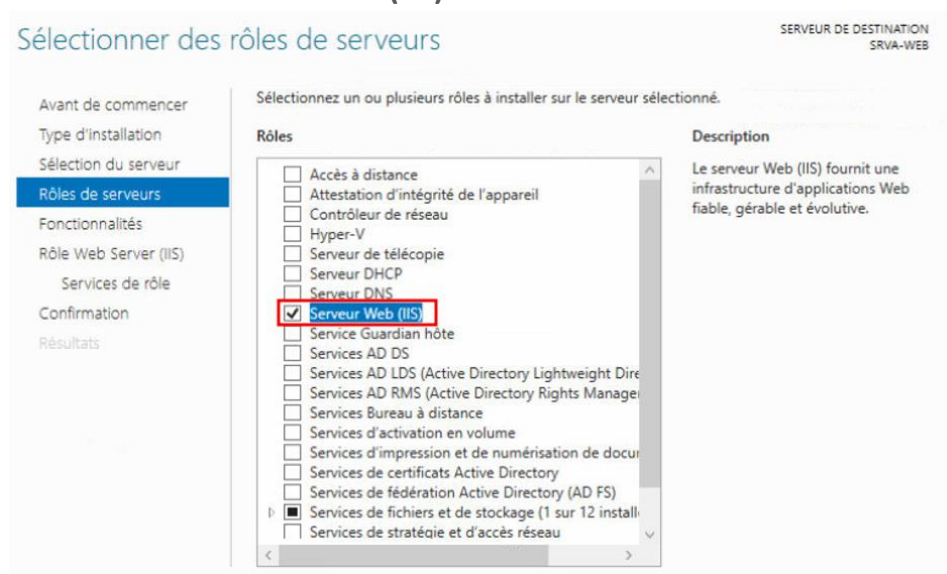 Sélectionner des rôles de serveurs
SERVEUR DE DESTINATION
SRVA-WEB
Avant de commencer
Type d'installation
Sélection du serveur
Rôles de serveurs
Fonctionnalités
Rôle Web Server (IIS)
Services de rôle
Confirmation
Résultats
Sélectionnez un ou plusieurs rôles à installer sur le serveur sélectionné.
Rôles
Accès à distance
Attestation d'intégrité de l'appareil
Contrôleur de réseau
Hyper-V
Serveur de télécopie
Serveur DHCP
Serveur DNS
Serveur Web (IIS)
Service Guardian hôte
Services AD DS
Services AD LDS (Active Directory Lightweight Dire
Services AD RMS (Active Directory Rights Manage
Services Bureau à distance
Services d'activation en volume
Services d'impression et de numérisation de docu
Services de certificats Active Directory
Services de fédération Active Directory (AD FS)
Services de fichiers et de stockage (1 sur 12 install
Services de stratégie et d'accès réseau
Description
Le serveur Web (IIS) fournit une
infrastructure d'applications Web
fiable, gérable et évolutive.